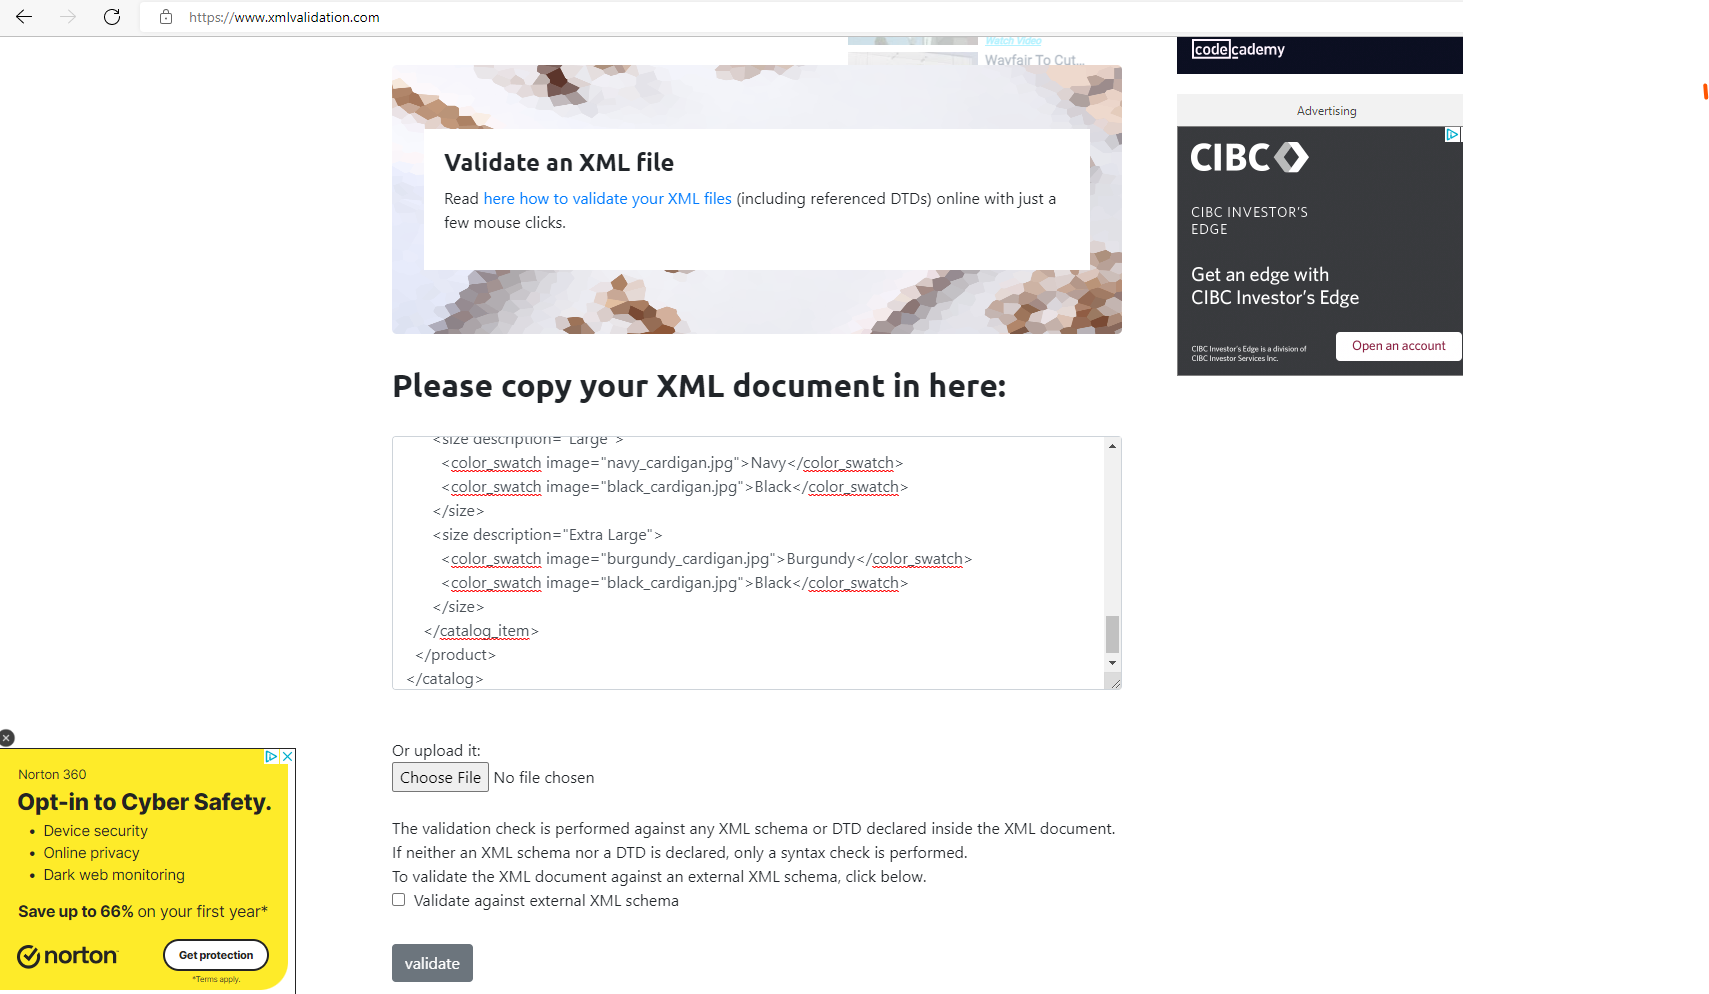 https://www.xmlvalidation.com
Watch Video
Wayfair To Cut...
code|cademy
Advertising
Validate an XML file
Read here how to validate your XML files (including referenced DTDs) online with just a
few mouse clicks.
CIBC
CIBC INVESTOR'S
EDGE
Get an edge with
CIBC Investor's Edge
CIBC Investor's Edge is a division of
CIBC Investor Services Inc.
Open an account
Please copy your XML document in here:
<size description="Large">
<color_swatch image="navy_cardigan.jpg">Navy</color_swatch>
<color_swatch image="black_cardigan.jpg">Black</color_swatch>
</size>
<size description="Extra Large">
<color_swatch image="burgundy_cardigan.jpg">Burgundy</color_swatch>
<color_swatch image="black_cardigan.jpg">Black</color_swatch>
</size>
</catalog_item>
</product>
</catalog>
Or upload it:
Choose File No file chosen
The validation check is performed against any XML schema or DTD declared inside the XML document.
If neither an XML schema nor a DTD is declared, only a syntax check is performed.
To validate the XML document against an external XML schema, click below.
Validate against external XML schema
validate
Norton 360
Opt-in to Cyber Safety.
• Device security
• Online privacy
• Dark web monitoring
Save up to 66% on your first year*
norton
Get protection
*Terms apply.